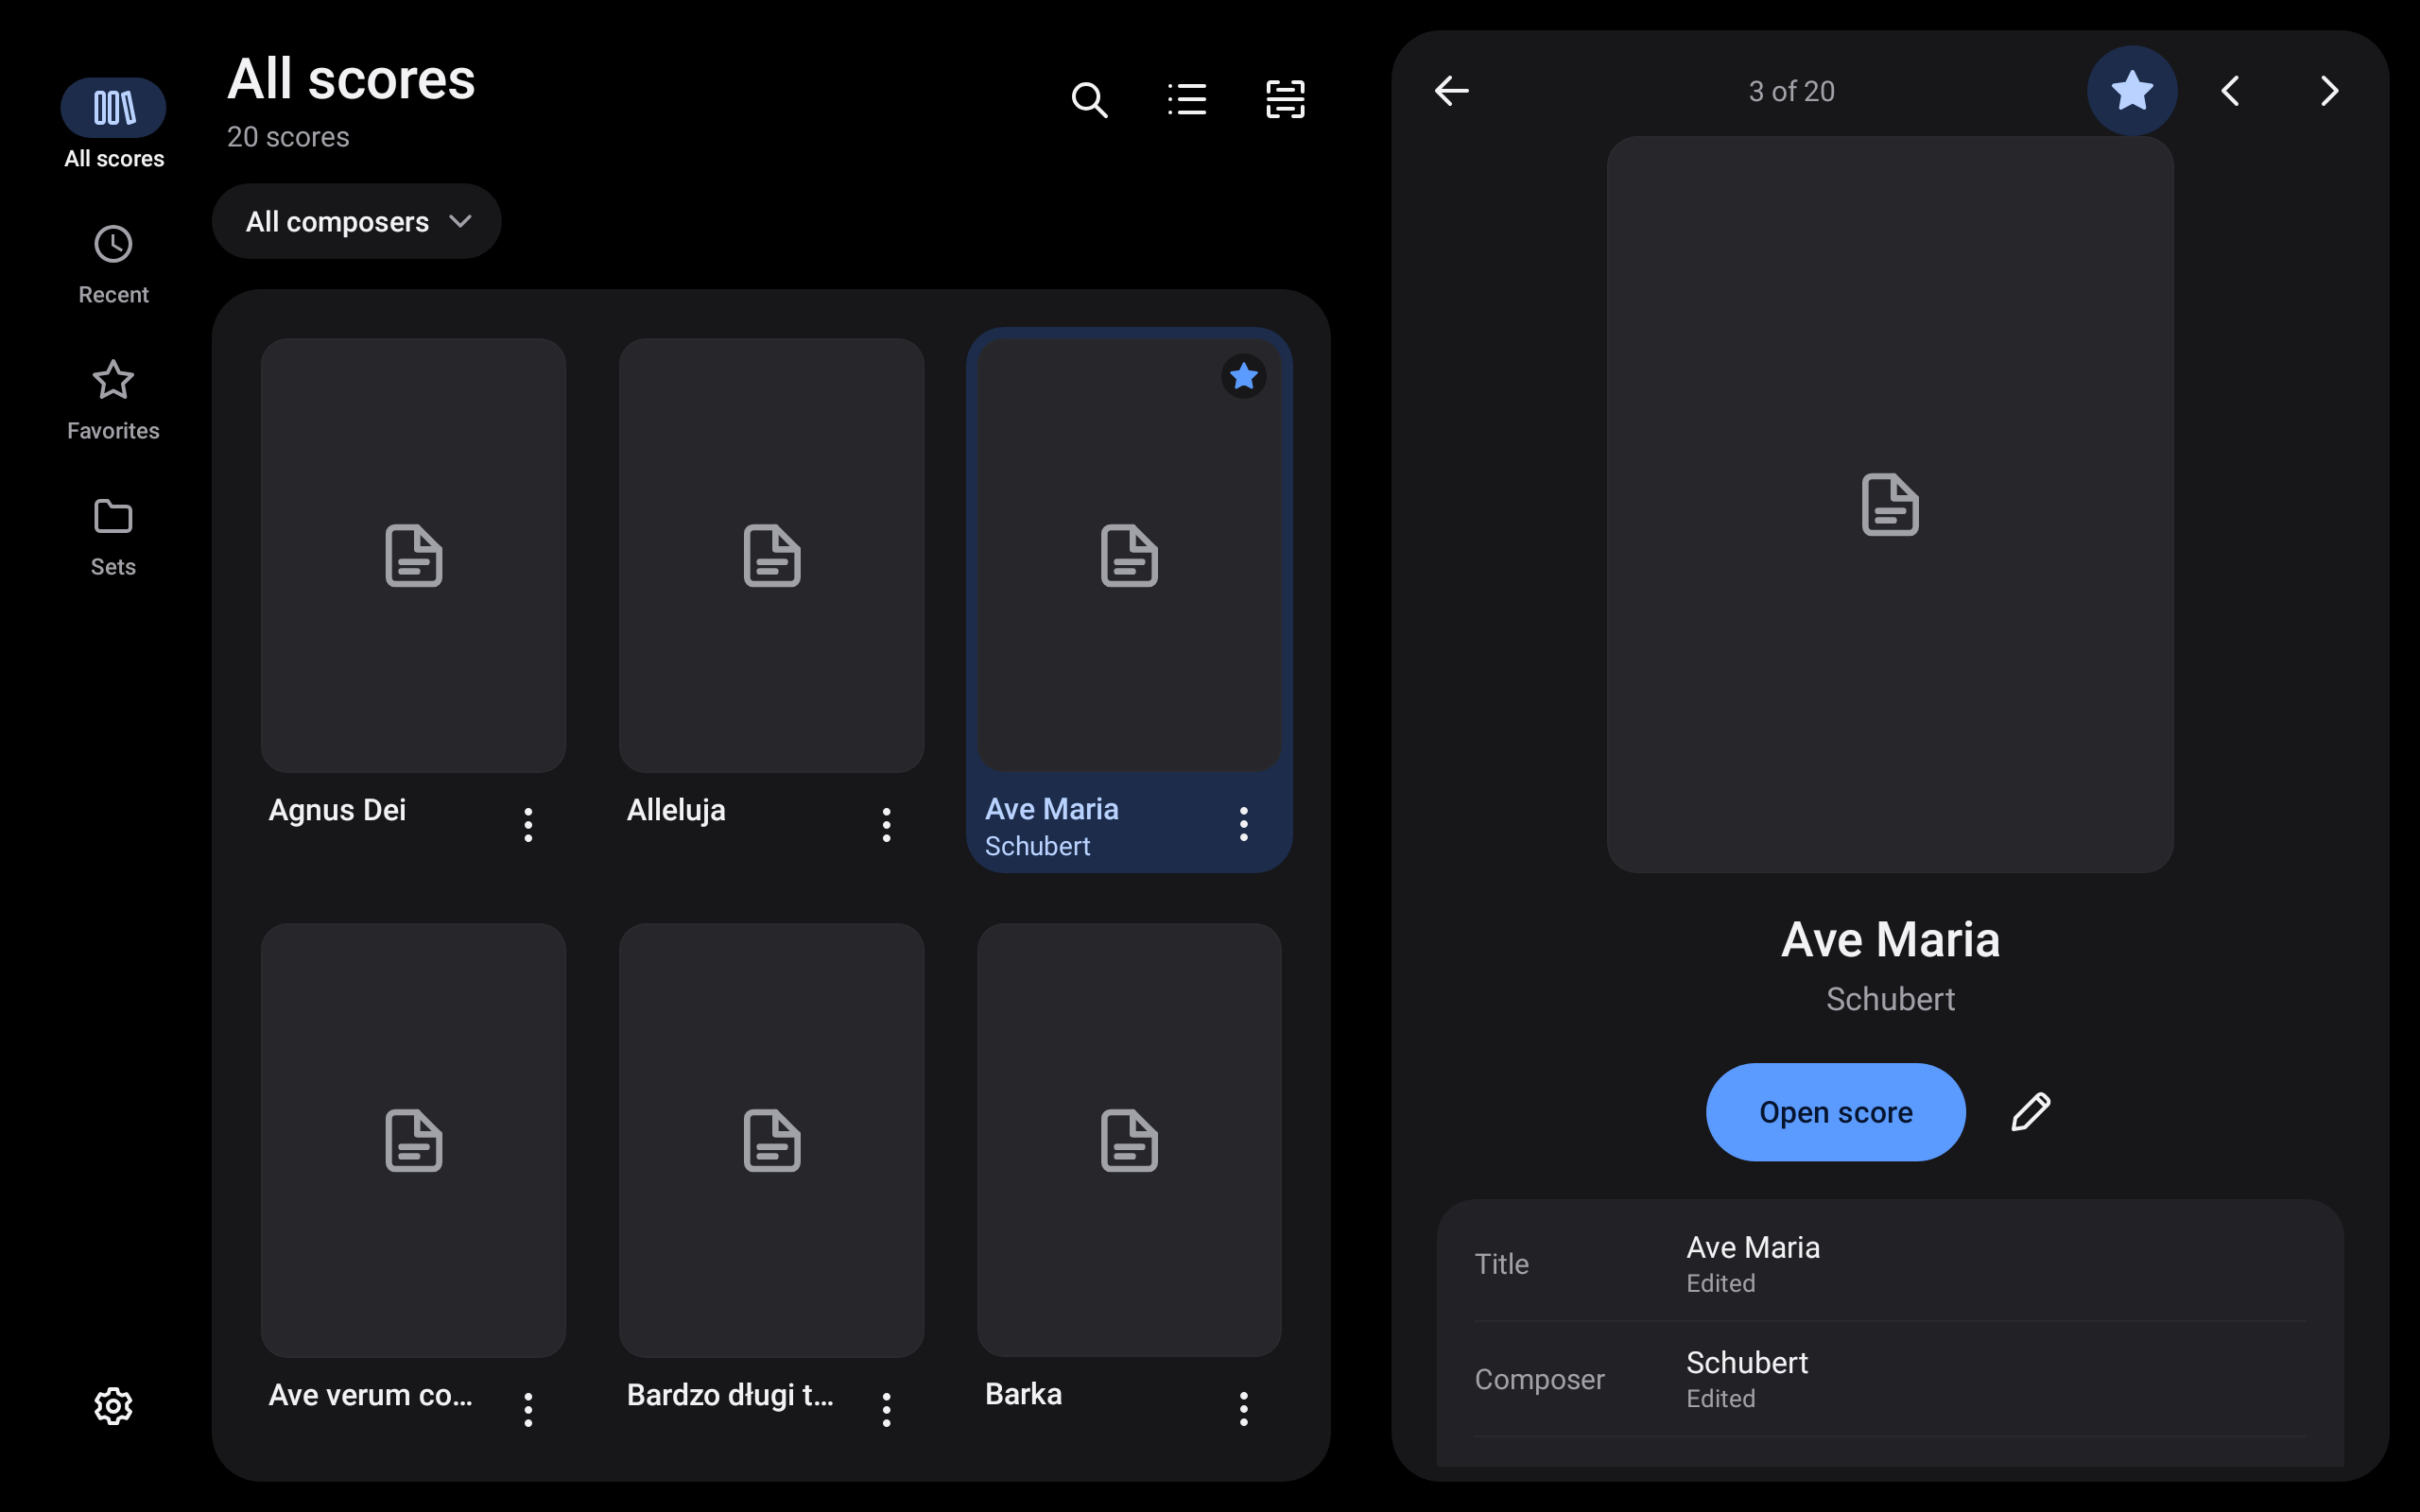 All scores
Recent
Favorites
Sets
All scores
20 scores
All composers
Agnus Dei
Alleluja
Ave Maria
Schubert
Ave verum co...
Bardzo długi t...
Barka
3 of 20
Ave Maria
Schubert
Open score
Title
Ave Maria
Edited
Composer
Schubert
Edited